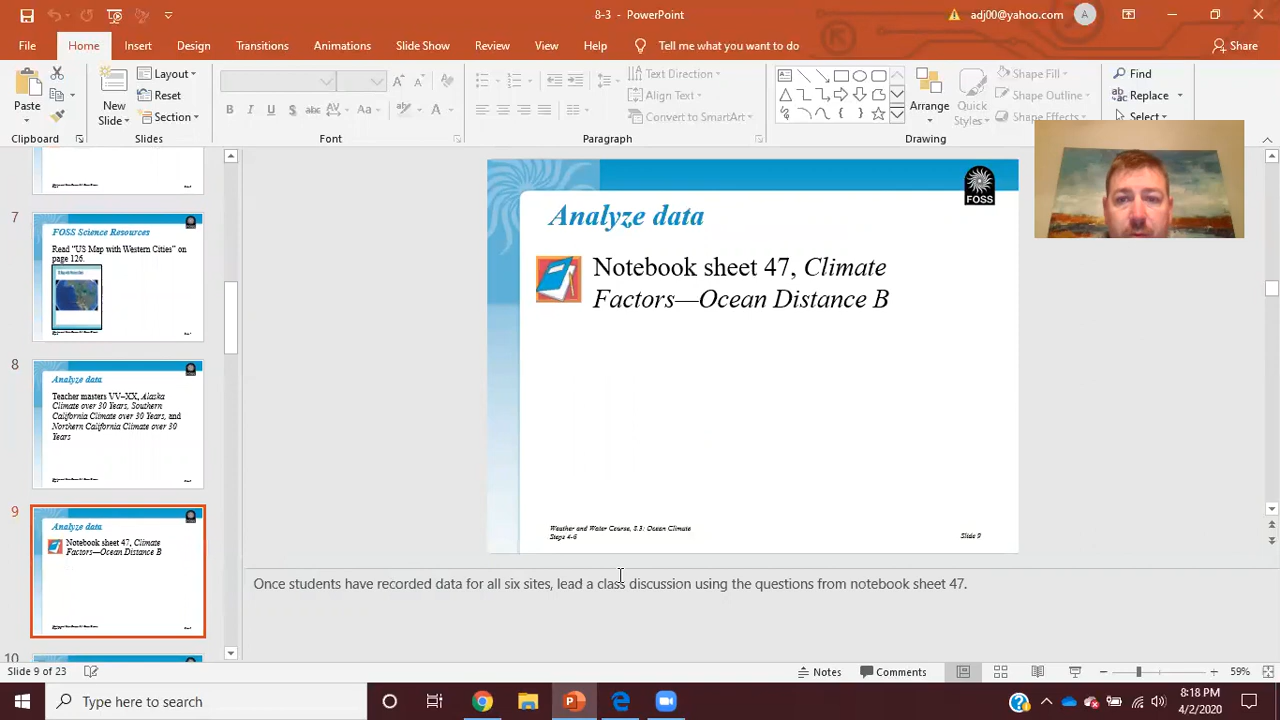 8-3 - PowerPoint
adj00@yahoo.com
A
File
Home
Insert
Design
Transitions
Animations
Slide Show
Review
View
Help
Tell me what you want to do
Share
Paste
New
Slide
Layout
Reset
Section
B I U S abc AV Aa A
A A
Text Direction
Align Text
Convert to SmartArt
Arrange
Quick
Styles
Shape Fill
Shape Outline
Shape Effects
Find
Replace
Select
Clipboard
Slides
Font
Paragraph
Drawing
7
FOSS Science Resources
Read "US Map with Western Cities" on
page 126.
8
Analyze data
Teacher masters VV–XX, Alaska
Climate over 30 Years, Southern
California Climate over 30 Years, and
Northern California Climate over 30
Years
9
Analyze data
Notebook sheet 47, Climate
Factors—Ocean Distance B
10
FOSS
Analyze data
Notebook sheet 47, Climate
Factors—Ocean Distance B
Weather and Water Course, 8.3: Ocean Climate
Steps 4-6
Slide 9
Once students have recorded data for all six sites, lead a class discussion using the questions from notebook sheet 47.
Slide 9 of 23
Notes
Comments
59%
Type here to search
8:18 PM
4/2/2020